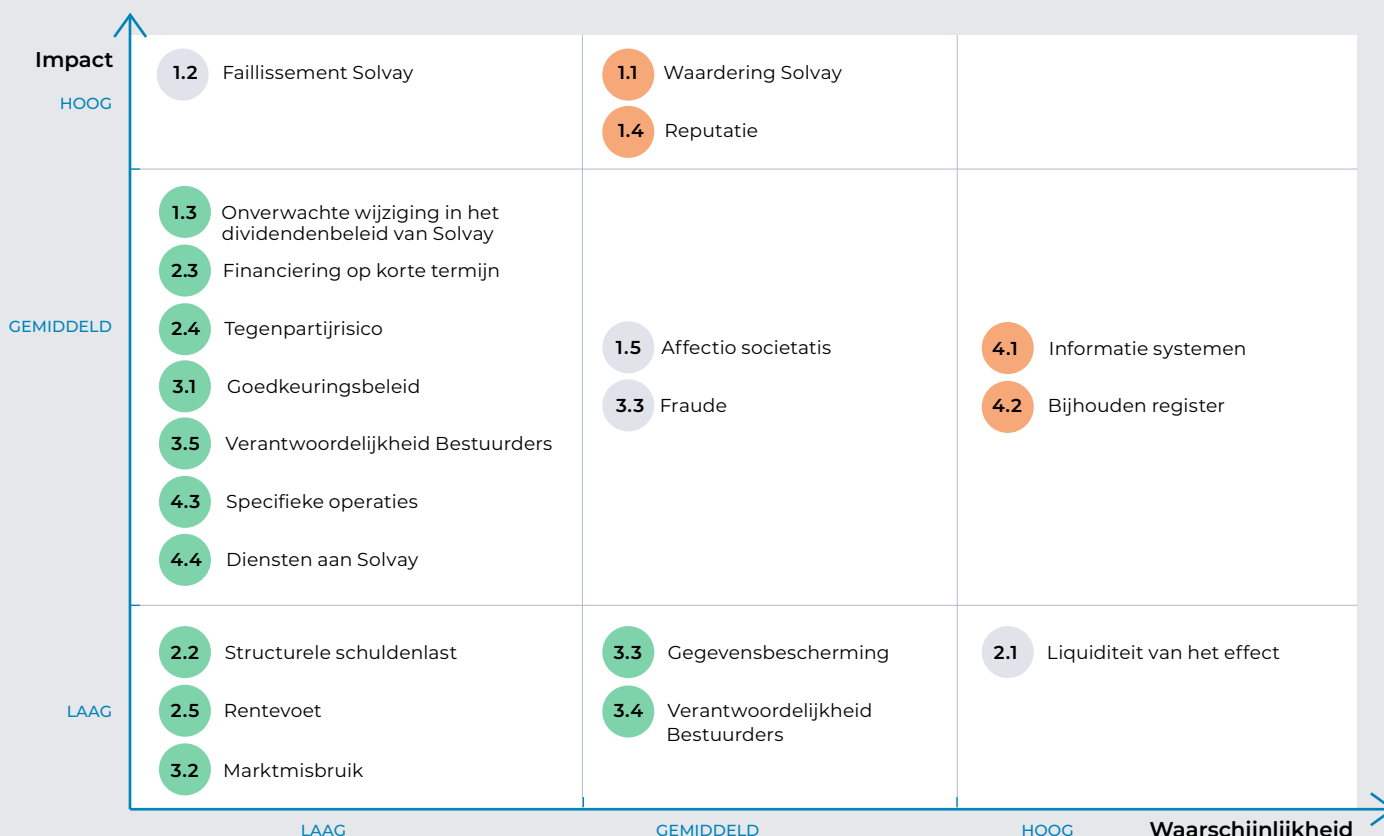 Impact
HOOG
1.2 Faillissement Solvay
1.1 Waardering Solvay
1.4 Reputatie
GEMIDDELD
1.3 Onverwachte wijziging in het
dividendenbeleid van Solvay
2.3 Financiering op korte termijn
2.4 Tegenpartijrisico
3.1 Goedkeuringsbeleid
3.5 Verantwoordelijkheid Bestuurders
4.3 Specifieke operaties
4.4 Diensten aan Solvay
1.5 Affectio societatis
3.3 Fraude
4.1 Informatie systemen
4.2 Bijhouden register
LAAG
2.2 Structurele schuldenlast
2.5 Rentevoet
3.2 Marktmisbruik
3.3 Gegevensbescherming
3.4 Verantwoordelijkheid
Bestuurders
2.1 Liquiditeit van het effect
LAAG
GEMIDDELD
HOOG
Waarschijnlijkheid